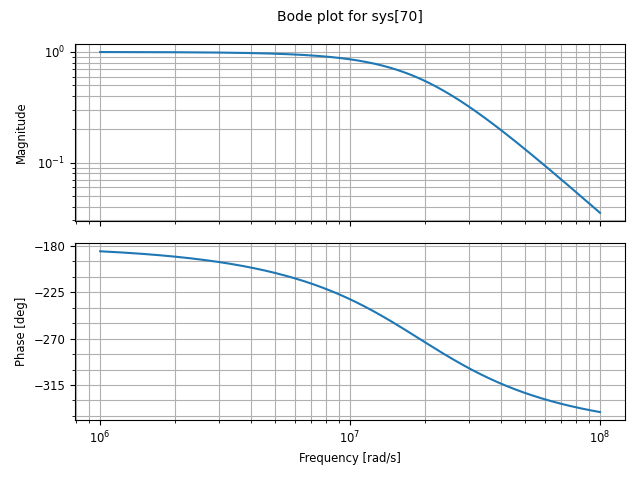 Bode plot for sys[70]
10⁰
10⁻¹
Magnitude
−180
−225
−270
−315
Phase [deg]
10⁶ 10⁷ 10⁸
Frequency [rad/s]